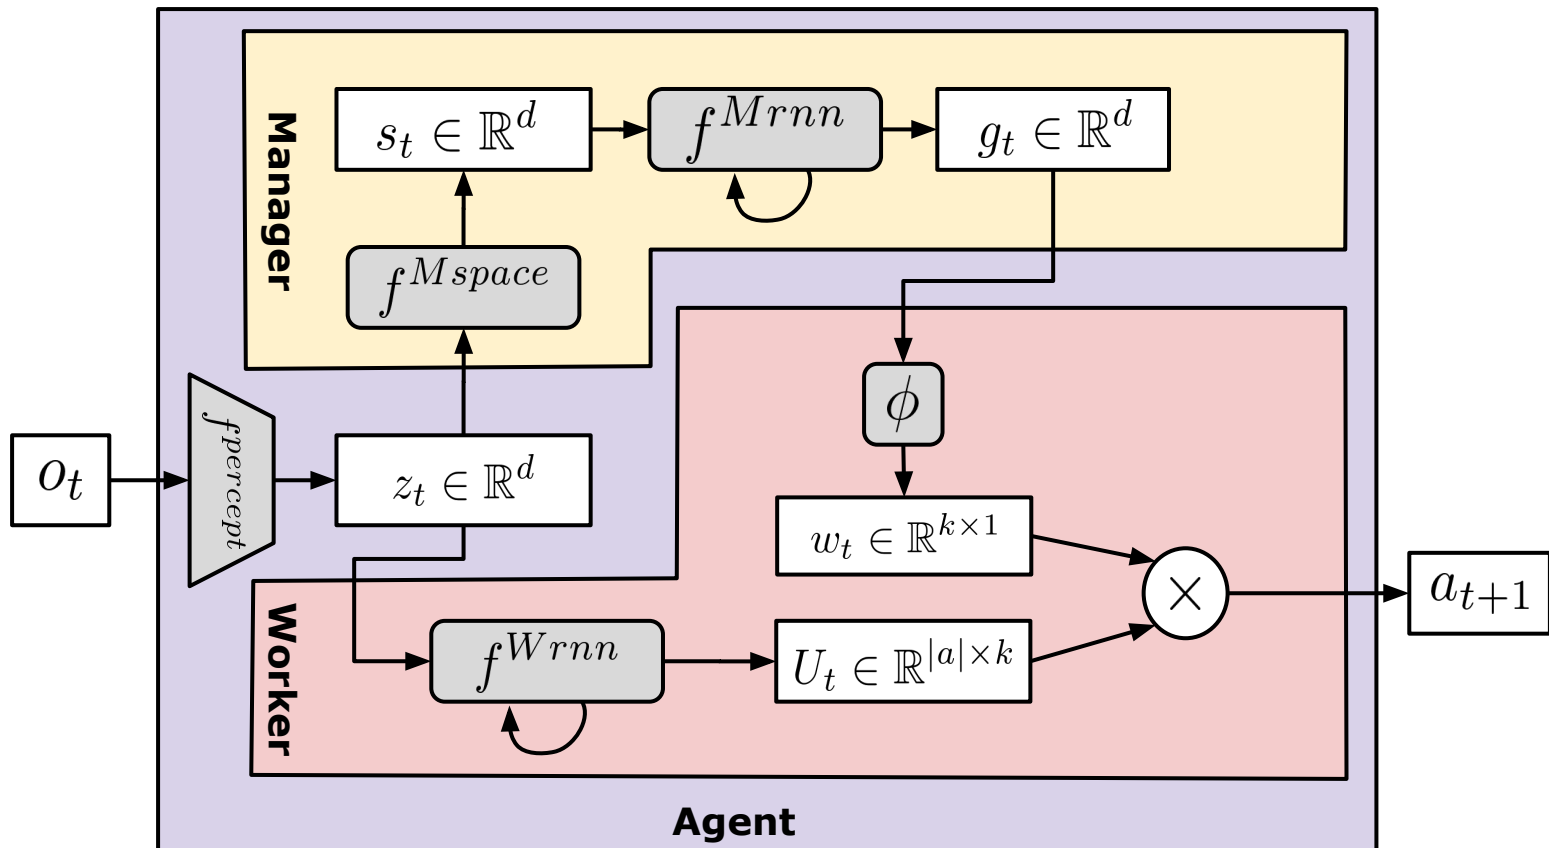 Manager
s_t ∈ ℝ^d
f^{Mrnn}
g_t ∈ ℝ^d
f^{Mspace}
ϕ
o_t
f^{percept}
z_t ∈ ℝ^d
w_t ∈ ℝ^{k×1}
×
a_{t+1}
Worker
f^{Wrnn}
U_t ∈ ℝ^{|a|×k}
Agent